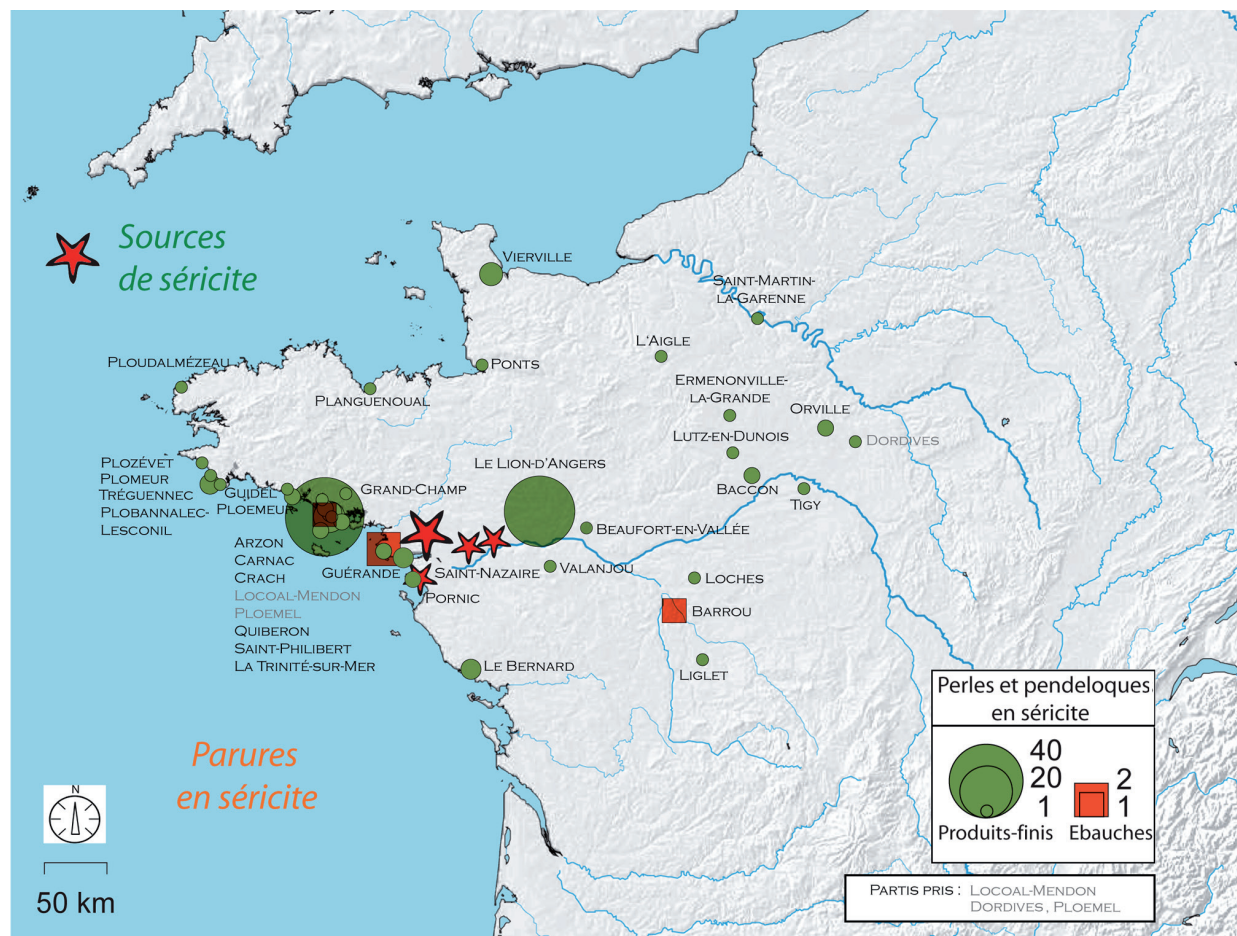 Sources
de séricite
Vierville
Saint-Martin-
la-Garenne
L'Aigle
Ploudalmézeau
Ponts
Planguenoual
Ermenonville-
la-Grande
Orville
Dordives
Lutz-en-Dunois
Plozévet
Plomeur
Tréguennec
Plobannalec-
Lesconil
Guidel
Ploemeur
Grand-Champ
Le Lion-d'Angers
Baccon
Tigy
Beaufort-en-Vallée
Arzon
Carnac
Crach
Locoal-Mendon
Ploemel
Quiberon
Saint-Philibert
La Trinité-sur-Mer
Guérande
Saint-Nazaire
Pornic
Valanjou
Loches
Barrou
Liglet
Le Bernard
Parures
en séricite
N
50 km
Perles et pendeloques
en séricite
40
20
1
2
1
Produits-finis
Ebauches
Partis pris : Locoal-Mendon
Dordives, Ploemel